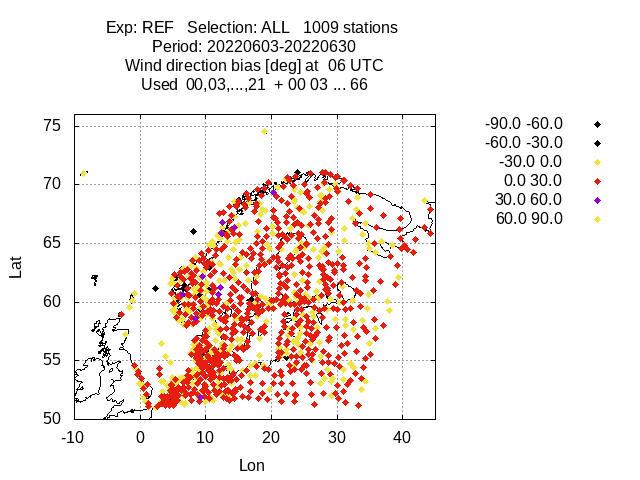 Exp: REF   Selection: ALL   1009 stations
Period: 20220603-20220630
Wind direction bias [deg] at  06 UTC
Used  00,03,...,21  + 00 03 ... 66
-90.0 -60.0
-60.0 -30.0
-30.0 0.0
0.0 30.0
30.0 60.0
60.0 90.0
75
70
65
60
55
50
Lat
-10 0 10 20 30 40
Lon